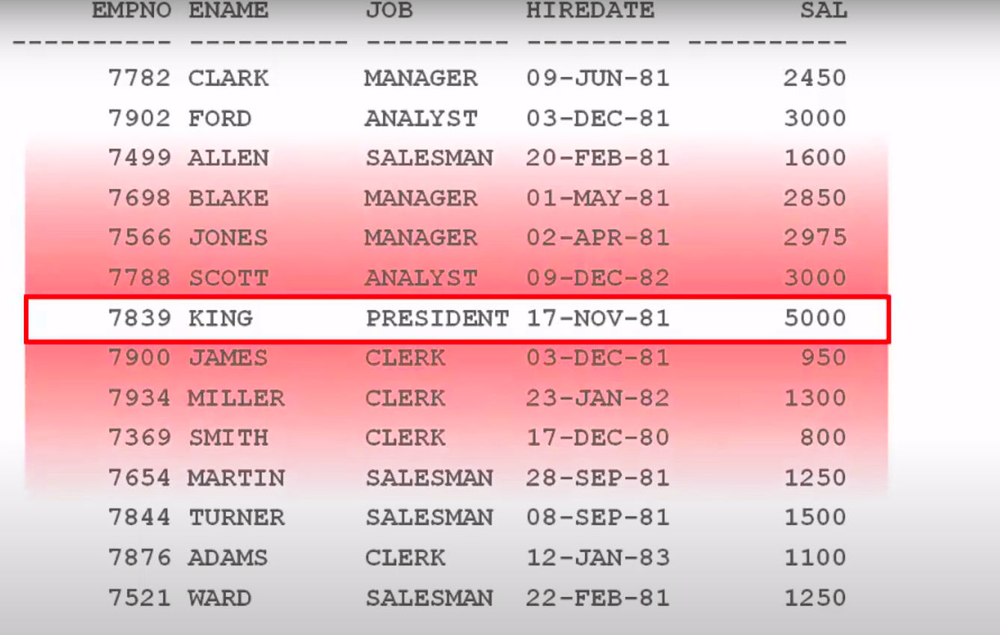 EMPNO ENAME JOB HIREDATE SAL
---------- ---------- --------- --------- ----------
7782 CLARK MANAGER 09-JUN-81 2450
7902 FORD ANALYST 03-DEC-81 3000
7499 ALLEN SALESMAN 20-FEB-81 1600
7698 BLAKE MANAGER 01-MAY-81 2850
7566 JONES MANAGER 02-APR-81 2975
7788 SCOTT ANALYST 09-DEC-82 3000
7839 KING PRESIDENT 17-NOV-81 5000
7900 JAMES CLERK 03-DEC-81 950
7934 MILLER CLERK 23-JAN-82 1300
7369 SMITH CLERK 17-DEC-80 800
7654 MARTIN SALESMAN 28-SEP-81 1250
7844 TURNER SALESMAN 08-SEP-81 1500
7876 ADAMS CLERK 12-JAN-83 1100
7521 WARD SALESMAN 22-FEB-81 1250